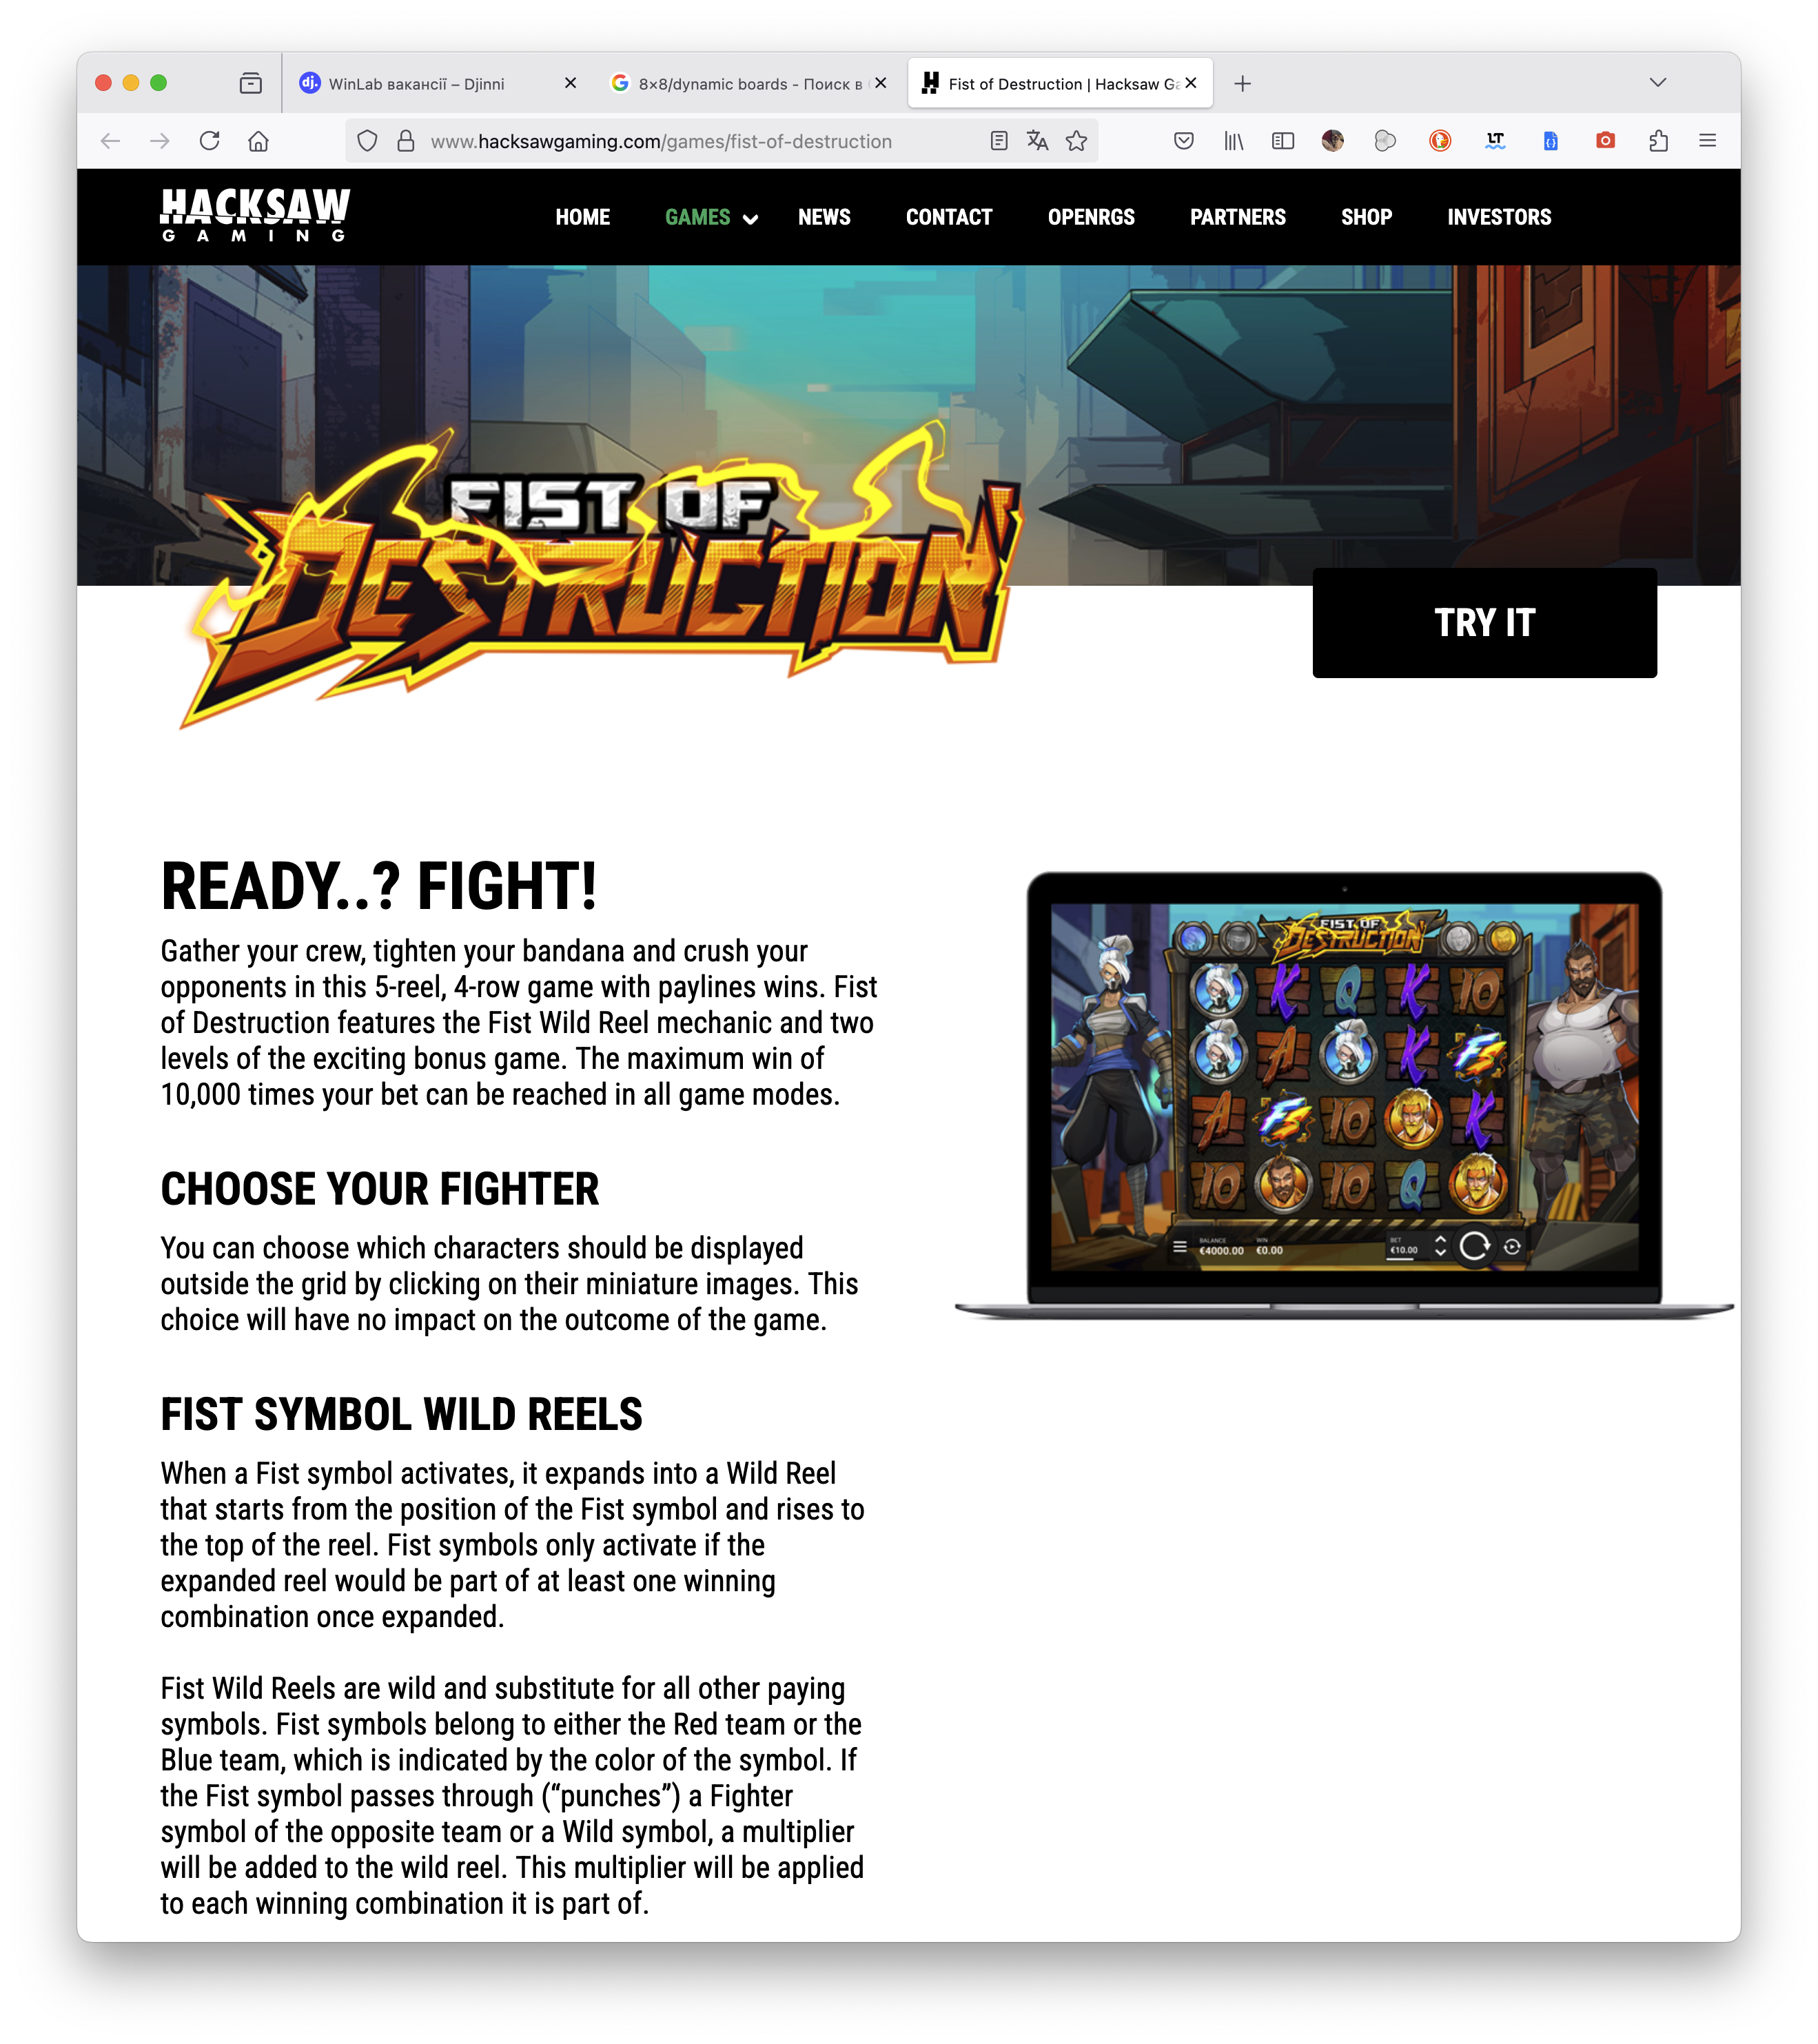 WinLab вакансії – Djinni
8×8/dynamic boards - Поиск в
Fist of Destruction | Hacksaw Ga
www.hacksawgaming.com/games/fist-of-destruction
HACKSAW
GAMING
HOME GAMES NEWS CONTACT OPENRGS PARTNERS SHOP INVESTORS
FIST OF
DESTRUCTION
TRY IT
READY..? FIGHT!
Gather your crew, tighten your bandana and crush your
opponents in this 5-reel, 4-row game with paylines wins. Fist
of Destruction features the Fist Wild Reel mechanic and two
levels of the exciting bonus game. The maximum win of
10,000 times your bet can be reached in all game modes.
FIST OF
DESTRUCTION
K Q K 10
A K FS
A FS 10 K
10 10 Q
BALANCE
€4000.00
WIN
€0.00
BET
€10.00
CHOOSE YOUR FIGHTER
You can choose which characters should be displayed
outside the grid by clicking on their miniature images. This
choice will have no impact on the outcome of the game.
FIST SYMBOL WILD REELS
When a Fist symbol activates, it expands into a Wild Reel
that starts from the position of the Fist symbol and rises to
the top of the reel. Fist symbols only activate if the
expanded reel would be part of at least one winning
combination once expanded.
Fist Wild Reels are wild and substitute for all other paying
symbols. Fist symbols belong to either the Red team or the
Blue team, which is indicated by the color of the symbol. If
the Fist symbol passes through (“punches”) a Fighter
symbol of the opposite team or a Wild symbol, a multiplier
will be added to the wild reel. This multiplier will be applied
to each winning combination it is part of.